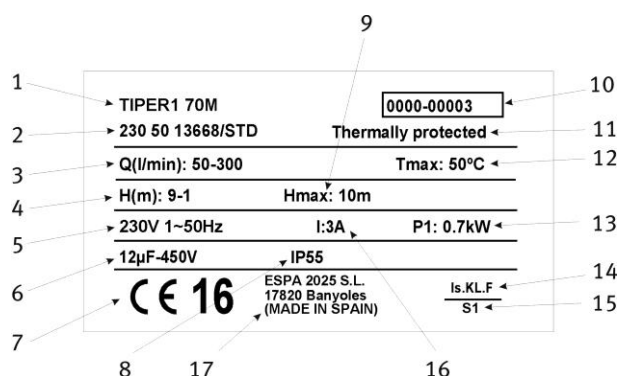 9
1 TIPER1 70M 0000-00003 10
2 230 50 13668/STD Thermally protected 11
3 Q(l/min): 50-300 Tmax: 50ºC 12
4 H(m): 9-1 Hmax: 10m
5 230V 1~50Hz I:3A P1: 0.7kW 13
6 12µF-450V IP55
7 CE 16 ESPA 2025 S.L. Is.KL.F 14
17820 Banyoles S1 15
(MADE IN SPAIN)
8 17 16